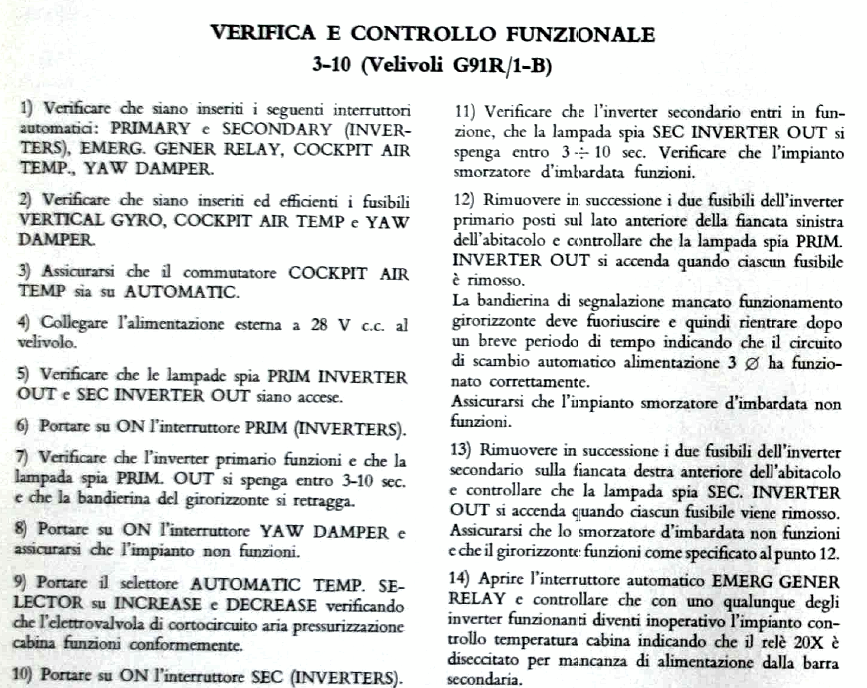 VERIFICA E CONTROLLO FUNZIONALE
3-10 (Velivoli G91R/1-B)
1) Verificare che siano inseriti i seguenti interruttori
automatici: PRIMARY e SECONDARY (INVER-
TERS), EMERG. GENER RELAY, COCKPIT AIR
TEMP., YAW DAMPER.
2) Verificare che siano inseriti ed efficienti i fusibili
VERTICAL GYRO, COCKPIT AIR TEMP e YAW
DAMPER.
3) Assicurarsi che il commutatore COCKPIT AIR
TEMP sia su AUTOMATIC.
4) Collegare l'alimentazione esterna a 28 V c.c. al
velivolo.
5) Verificare che le lampade spia PRIM INVERTER
OUT e SEC INVERTER OUT siano accese.
6) Portare su ON l'interruttore PRIM (INVERTERS).
7) Verificare che l'inverter primario funzioni e che la
lampada spia PRIM. OUT si spenga entro 3-10 sec.
e che la bandierina del girorizzonte si retragga.
8) Portare su ON l'interruttore YAW DAMPER e
assicurarsi che l'impianto non funzioni.
9) Portare il selettore AUTOMATIC TEMP. SE-
LECTOR su INCREASE e DECREASE verificando
che l'elettrovalvola di cortocircuito aria pressurizzazione
cabina funzioni conformemente.
10) Portare su ON l'interruttore SEC (INVERTERS).
11) Verificare che l'inverter secondario entri in fun-
zione, che la lampada spia SEC INVERTER OUT si
spenga entro 3 ÷ 10 sec. Verificare che l'impianto
smorzatore d'imbardata funzioni.
12) Rimuovere in successione i due fusibili dell'inverter
primario posti sul lato anteriore della fiancata sinistra
dell'abitacolo e controllare che la lampada spia PRIM.
INVERTER OUT si accenda quando ciascun fusibile
è rimosso.
La bandierina di segnalazione mancato funzionamento
girorizzonte deve fuoriuscire e quindi rientrare dopo
un breve periodo di tempo indicando che il circuito
di scambio automatico alimentazione 3 Ø ha funzio-
nato correttamente.
Assicurarsi che l'impianto smorzatore d'imbardata non
funzioni.
13) Rimuovere in successione i due fusibili dell'inverter
secondario sulla fiancata destra anteriore dell'abitacolo
e controllare che la lampada spia SEC. INVERTER
OUT si accenda quando ciascun fusibile viene rimosso.
Assicurarsi che lo smorzatore d'imbardata non funzioni
e che il girorizzonte funzioni come specificato al punto 12.
14) Aprire l'interruttore automatico EMERG GENER
RELAY e controllare che con uno qualunque degli
inverter funzionanti diventi inoperativo l'impianto con-
trollo temperatura cabina indicando che il relè 20X è
diseccitato per mancanza di alimentazione dalla barra
secondaria.